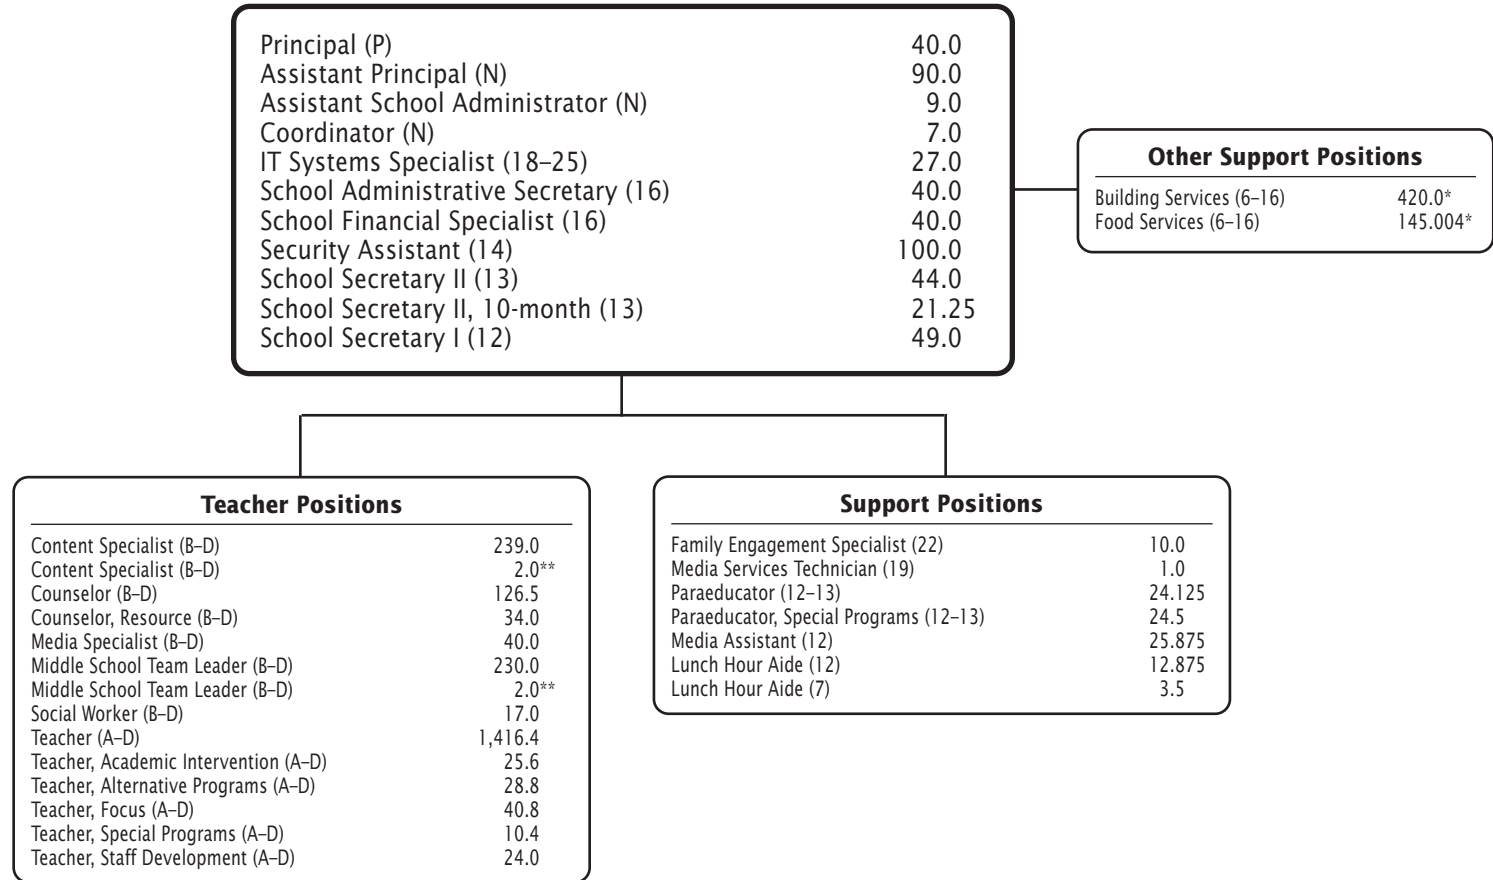 Principal (P) 40.0
Assistant Principal (N) 90.0
Assistant School Administrator (N) 9.0
Coordinator (N) 7.0
IT Systems Specialist (18–25) 27.0
School Administrative Secretary (16) 40.0
School Financial Specialist (16) 40.0
Security Assistant (14) 100.0
School Secretary II (13) 44.0
School Secretary II, 10-month (13) 21.25
School Secretary I (12) 49.0
Other Support Positions
Building Services (6–16) 420.0*
Food Services (6–16) 145.004*
Teacher Positions
Content Specialist (B–D) 239.0
Content Specialist (B–D) 2.0**
Counselor (B–D) 126.5
Counselor, Resource (B–D) 34.0
Media Specialist (B–D) 40.0
Middle School Team Leader (B–D) 230.0
Middle School Team Leader (B–D) 2.0**
Social Worker (B–D) 17.0
Teacher (A–D) 1,416.4
Teacher, Academic Intervention (A–D) 25.6
Teacher, Alternative Programs (A–D) 28.8
Teacher, Focus (A–D) 40.8
Teacher, Special Programs (A–D) 10.4
Teacher, Staff Development (A–D) 24.0
Support Positions
Family Engagement Specialist (22) 10.0
Media Services Technician (19) 1.0
Paraeducator (12–13) 24.125
Paraeducator, Special Programs (12–13) 24.5
Media Assistant (12) 25.875
Lunch Hour Aide (12) 12.875
Lunch Hour Aide (7) 3.5